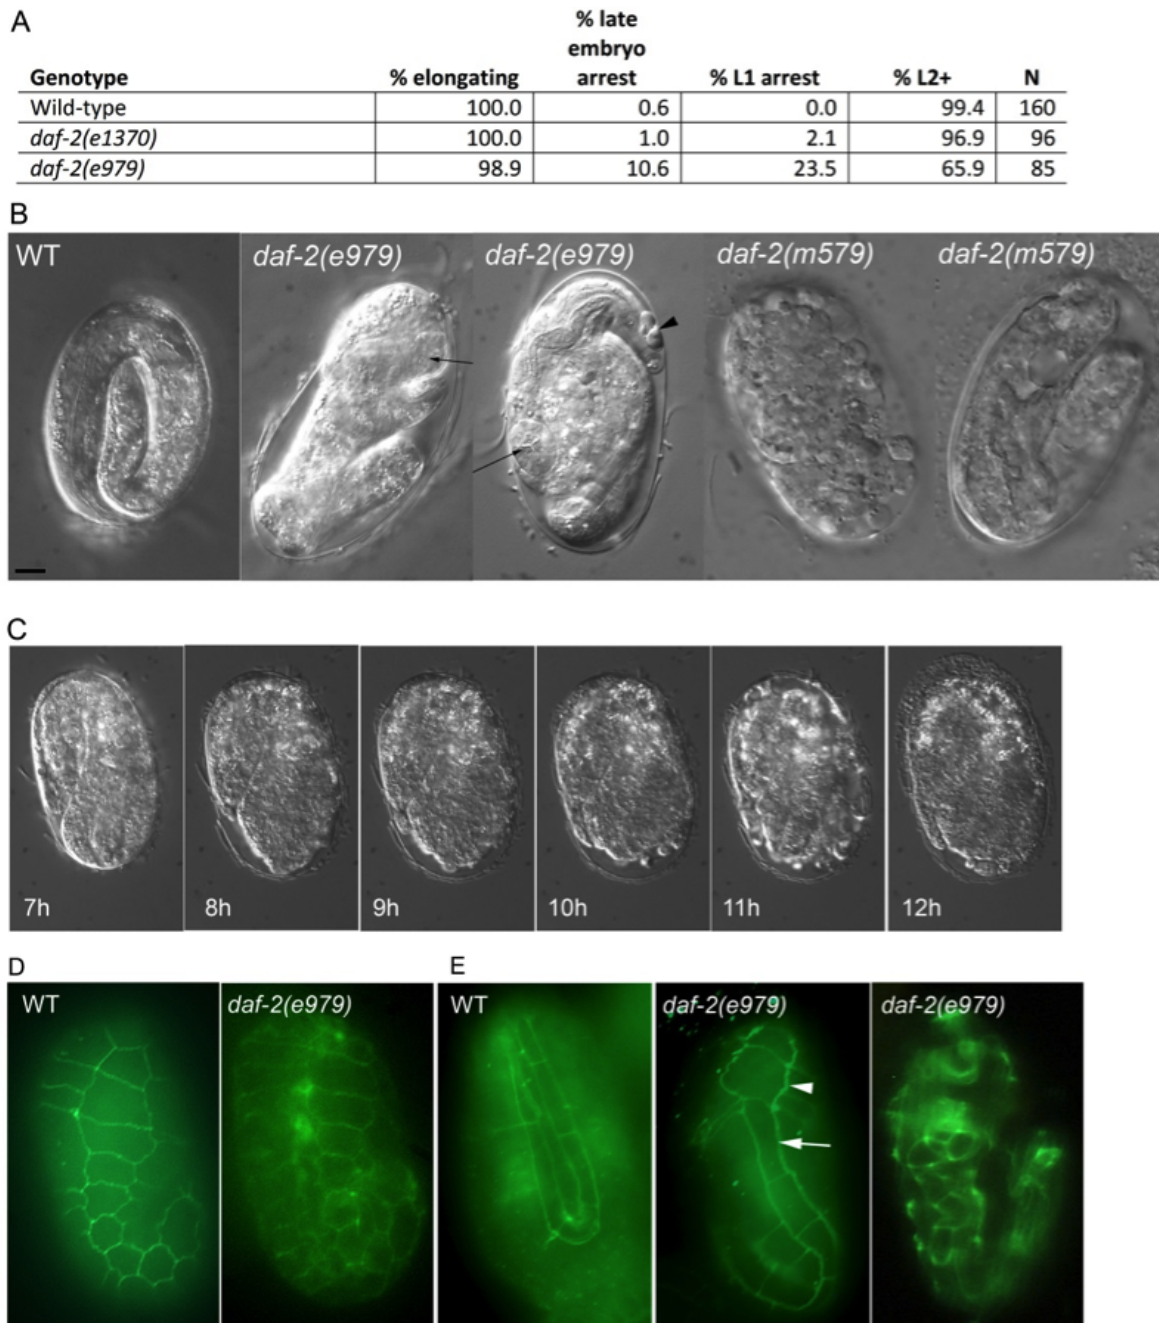 A
% late
embryo
Genotype % elongating arrest % L1 arrest % L2+ N
Wild-type 100.0 0.6 0.0 99.4 160
daf-2(e1370) 100.0 1.0 2.1 96.9 96
daf-2(e979) 98.9 10.6 23.5 65.9 85
B
WT daf-2(e979) daf-2(e979) daf-2(m579) daf-2(m579)
C
7h 8h 9h 10h 11h 12h
D E
WT daf-2(e979) WT daf-2(e979) daf-2(e979)